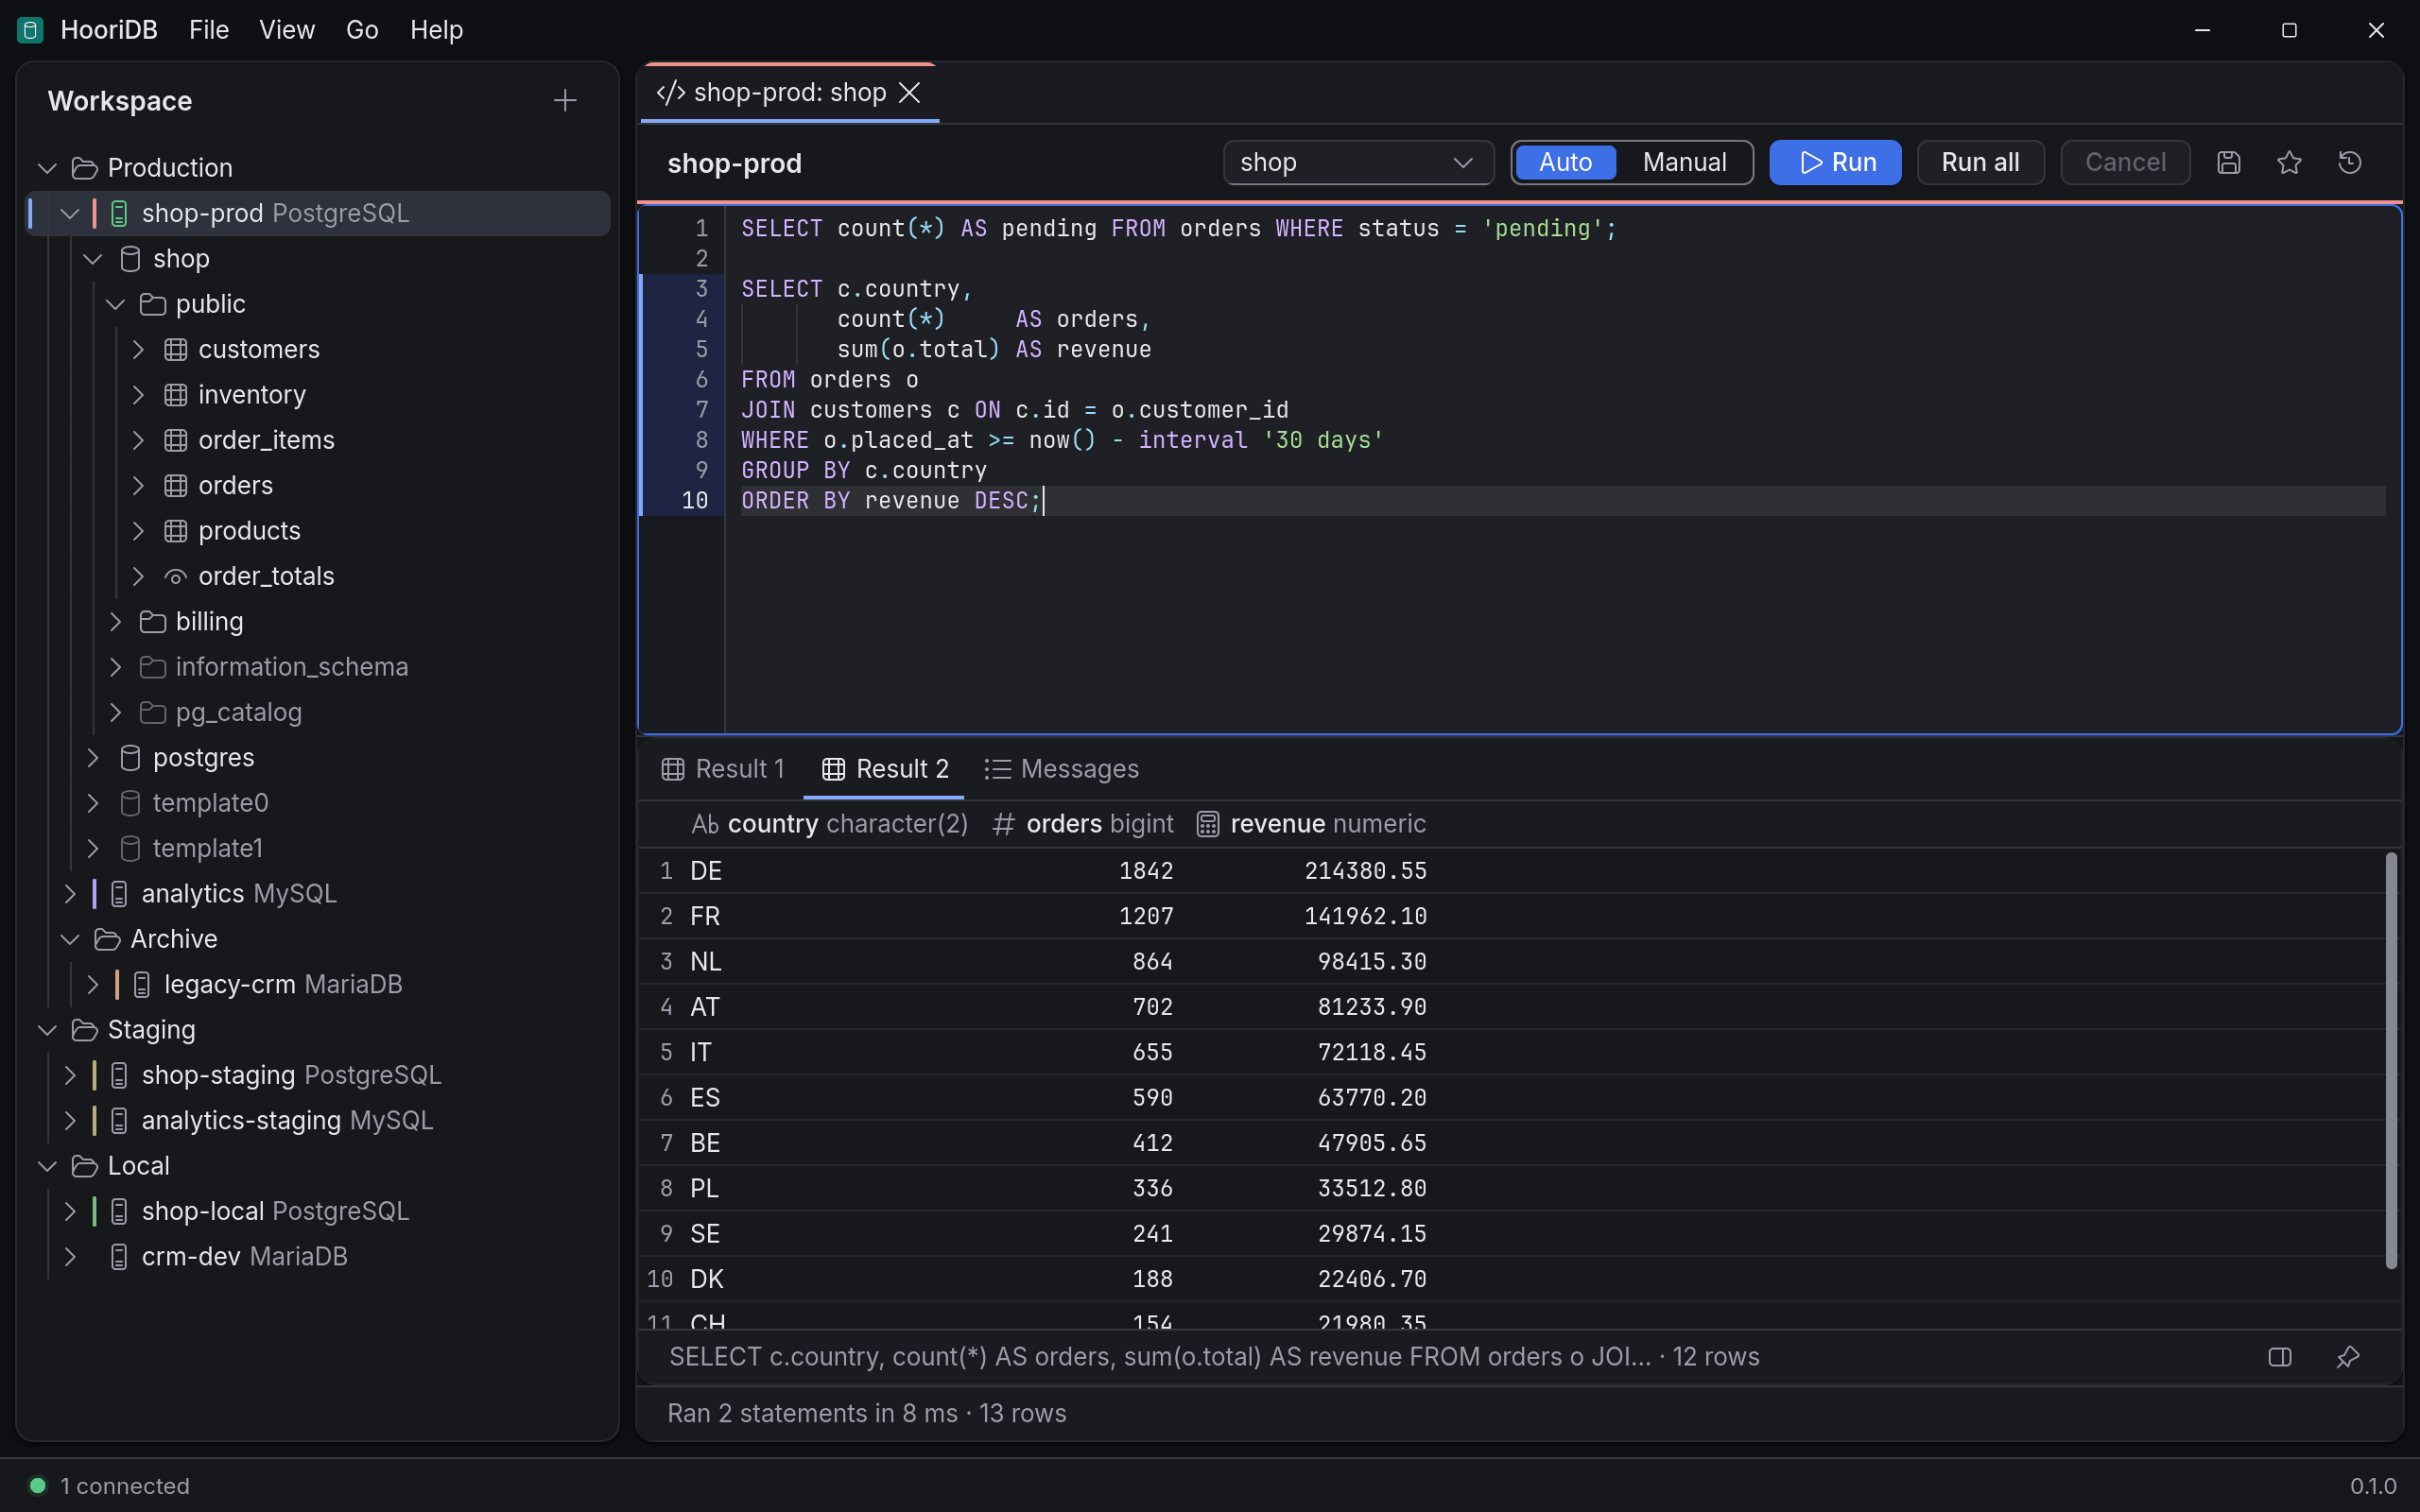 HooriDB File View Go Help
Workspace
Production
shop-prod PostgreSQL
shop
public
customers
inventory
order_items
orders
products
order_totals
billing
information_schema
pg_catalog
postgres
template0
template1
analytics MySQL
Archive
legacy-crm MariaDB
Staging
shop-staging PostgreSQL
analytics-staging MySQL
Local
shop-local PostgreSQL
crm-dev MariaDB
shop-prod: shop
shop-prod shop Auto Manual Run Run all Cancel
1 SELECT count(*) AS pending FROM orders WHERE status = 'pending';
2
3 SELECT c.country,
4 count(*) AS orders,
5 sum(o.total) AS revenue
6 FROM orders o
7 JOIN customers c ON c.id = o.customer_id
8 WHERE o.placed_at >= now() - interval '30 days'
9 GROUP BY c.country
10 ORDER BY revenue DESC;
Result 1 Result 2 Messages
Ab country character(2) # orders bigint revenue numeric
1 DE 1842 214380.55
2 FR 1207 141962.10
3 NL 864 98415.30
4 AT 702 81233.90
5 IT 655 72118.45
6 ES 590 63770.20
7 BE 412 47905.65
8 PL 336 33512.80
9 SE 241 29874.15
10 DK 188 22406.70
11 CH 154 21980.35
SELECT c.country, count(*) AS orders, sum(o.total) AS revenue FROM orders o JOI... · 12 rows
Ran 2 statements in 8 ms · 13 rows
1 connected 0.1.0